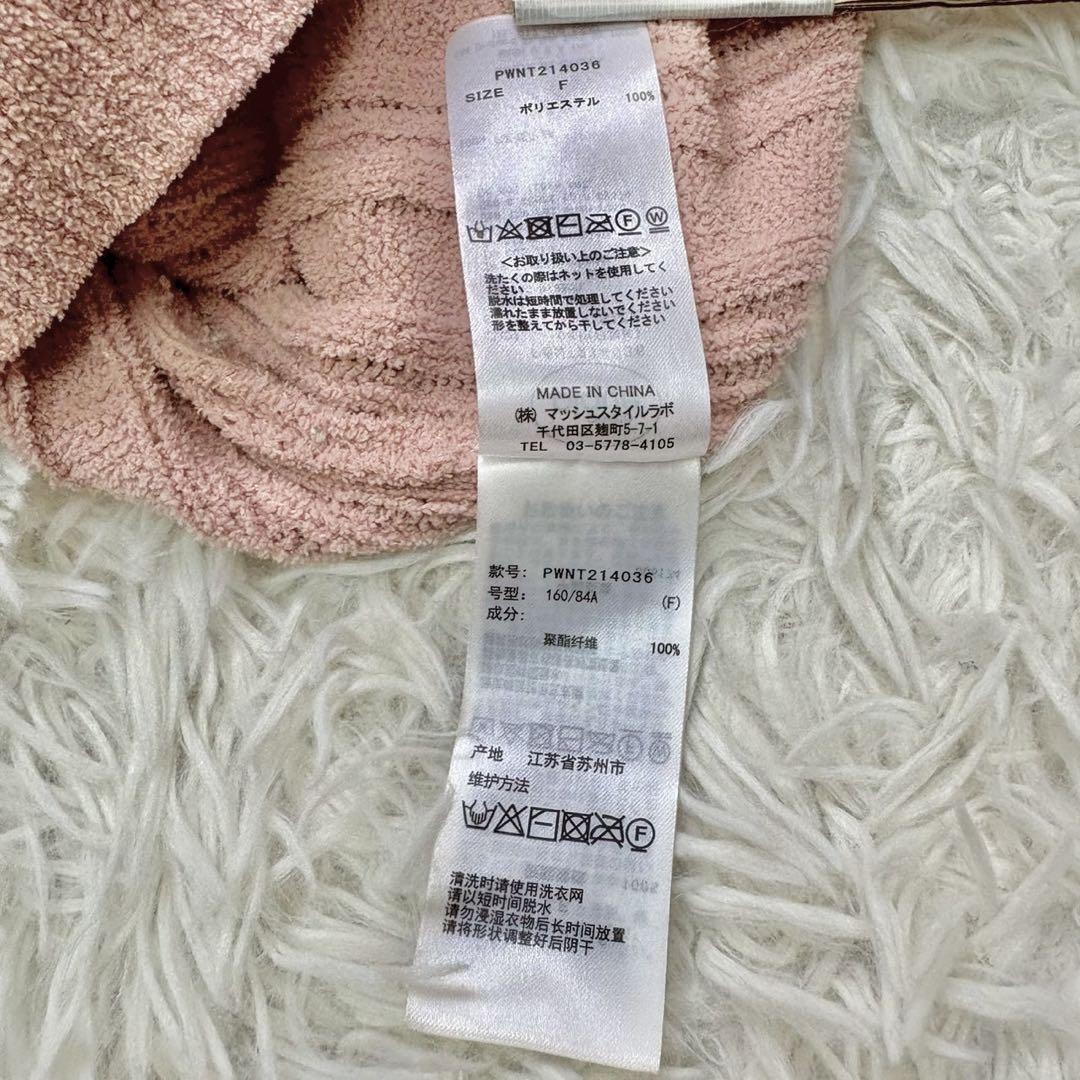 PWNT214036
SIZE F
ポリエステル 100%
F W
<お取り扱い上のご注意>
洗たくの際はネットを使用してく
ださい
脱水は短時間で処理してください
濡れたまま放置しないでください
形を整えてから干してください
MADE IN CHINA
(株) マッシュスタイルラボ
千代田区麹町5-7-1
TEL 03-5778-4105
款号: PWNT214036
号型: 160/84A (F)
成分:
聚酯纤维 100%
产地 江苏省苏州市
维护方法
F
清洗时请使用洗衣网
请以短时间脱水
请勿浸湿衣物后长时间放置
请将形状调整好后阴干